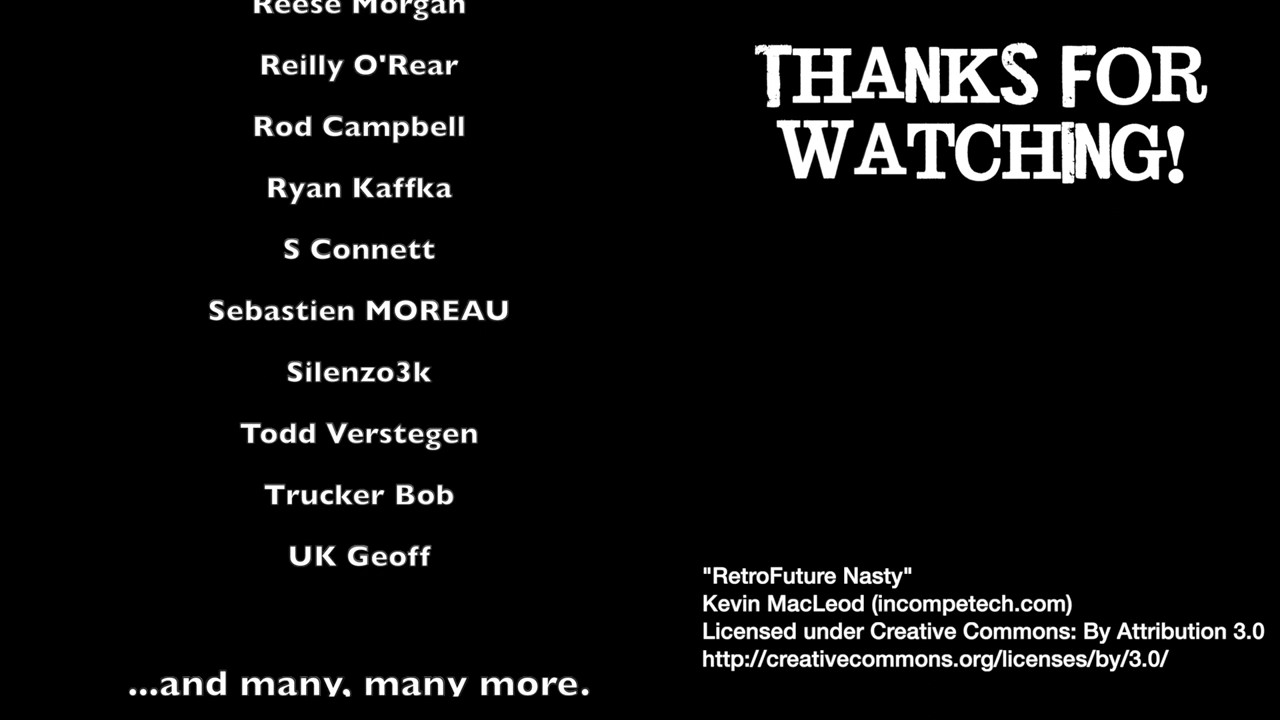 Reese Morgan
Reilly O'Rear
Rod Campbell
Ryan Kaffka
S Connett
Sebastien MOREAU
Silenzo3k
Todd Verstegen
Trucker Bob
UK Geoff
...and many, many more.
THANKS FOR
WATCHING!
"RetroFuture Nasty"
Kevin MacLeod (incompetech.com)
Licensed under Creative Commons: By Attribution 3.0
http://creativecommons.org/licenses/by/3.0/